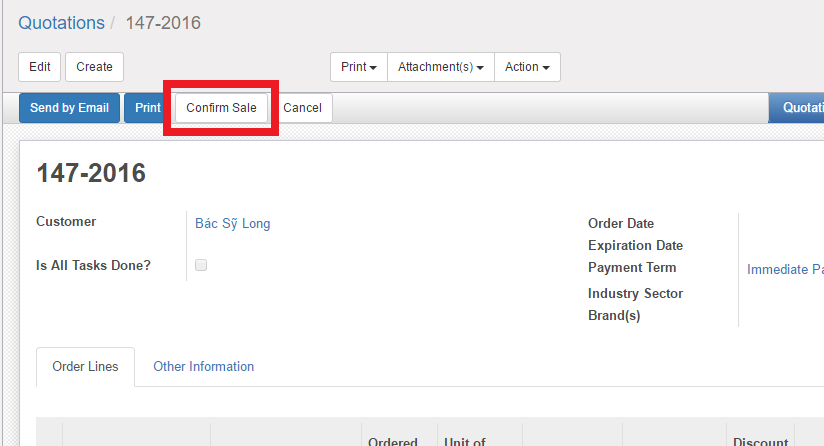 Quotations / 147-2016
Edit Create Print Attachment(s) Action
Send by Email Print Confirm Sale Cancel Quotati
147-2016
Customer Bác Sỹ Long Order Date
Expiration Date
Is All Tasks Done? Payment Term Immediate Pa
Industry Sector
Brand(s)
Order Lines Other Information
Ordered Unit of Discount